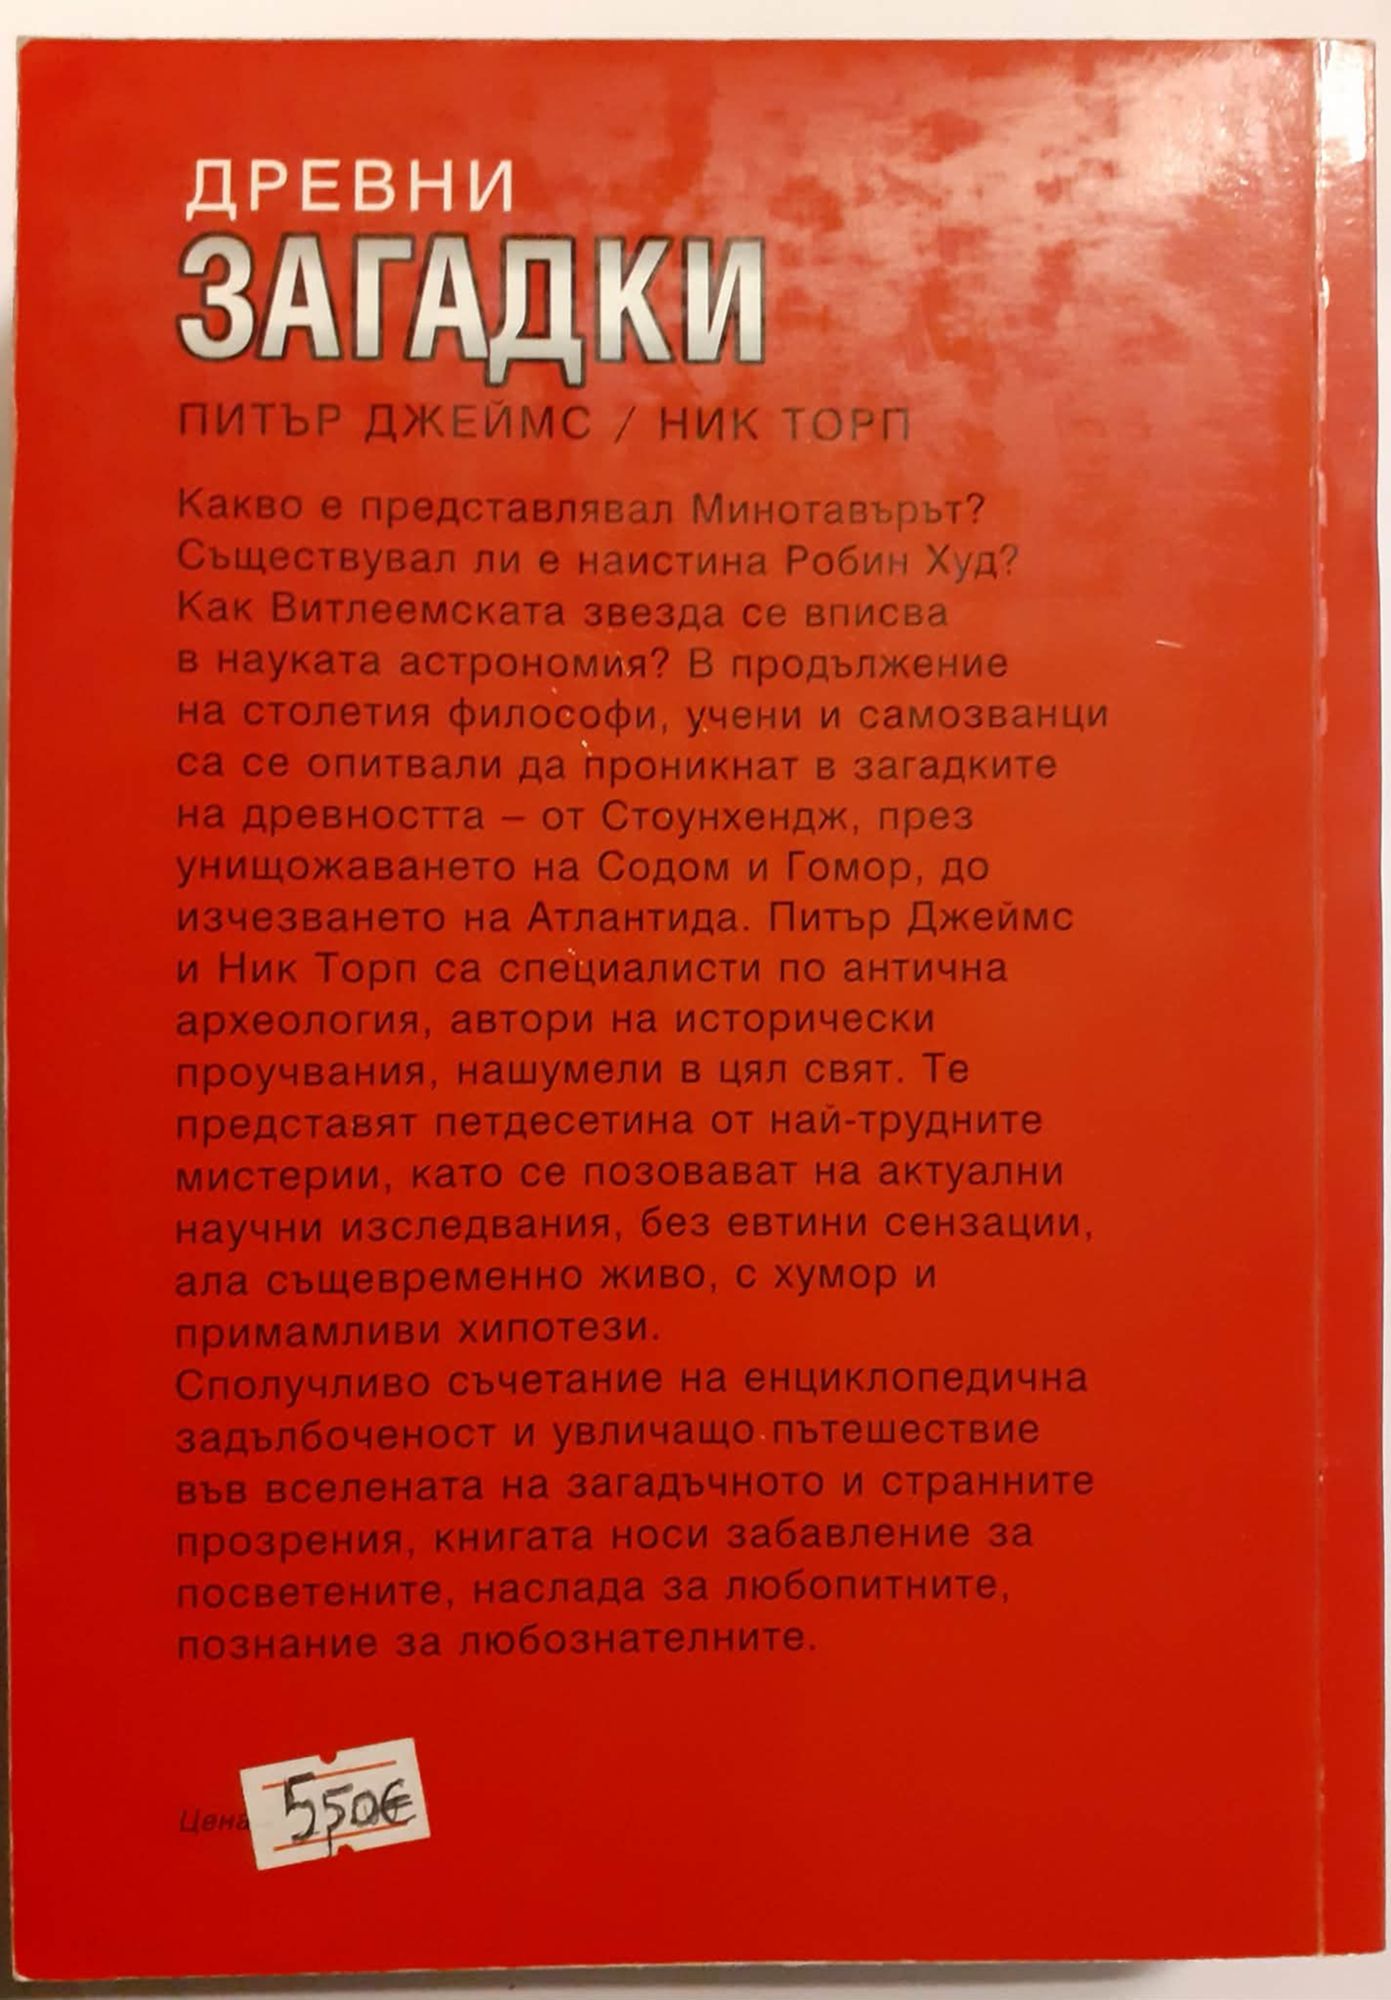 ДРЕВНИ
ЗАГАДКИ
ПИТЪР ДЖЕЙМС / НИК ТОРП
Какво е представлявал Минотавърът?
Съществувал ли е наистина Робин Худ?
Как Витлеемската звезда се вписва
в науката астрономия? В продължение
на столетия философи, учени и самозванци
са се опитвали да проникнат в загадките
на древността – от Стоунхендж, през
унищожаването на Содом и Гомор, до
изчезването на Атлантида. Питър Джеймс
и Ник Торп са специалисти по антична
археология, автори на исторически
проучвания, нашумели в цял свят. Те
представят петдесетина от най-трудните
мистерии, като се позовават на актуални
научни изследвания, без евтини сензации,
ала същевременно живо, с хумор и
примамливи хипотези.
Сполучливо съчетание на енциклопедична
задълбоченост и увличащо пътешествие
във вселената на загадъчното и странните
прозрения, книгата носи забавление за
посветените, наслада за любопитните,
познание за любознателните.
Цена 5,50€